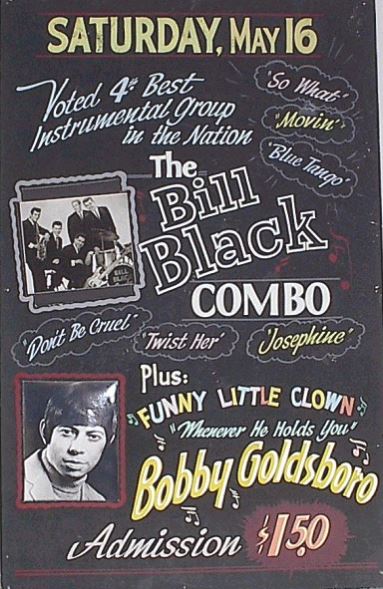 SATURDAY, MAY 16
Voted 4th Best
Instrumental Group
in the Nation
"So What"
"Movin'"
"Blue Tango"
The
Bill
Black
COMBO
BILL
BLACK
"Don't Be Cruel"
"Twist Her"
"Josephine"
Plus:
FUNNY LITTLE CLOWN
"Whenever He Holds You"
Bobby Goldsboro
Admission $1.50